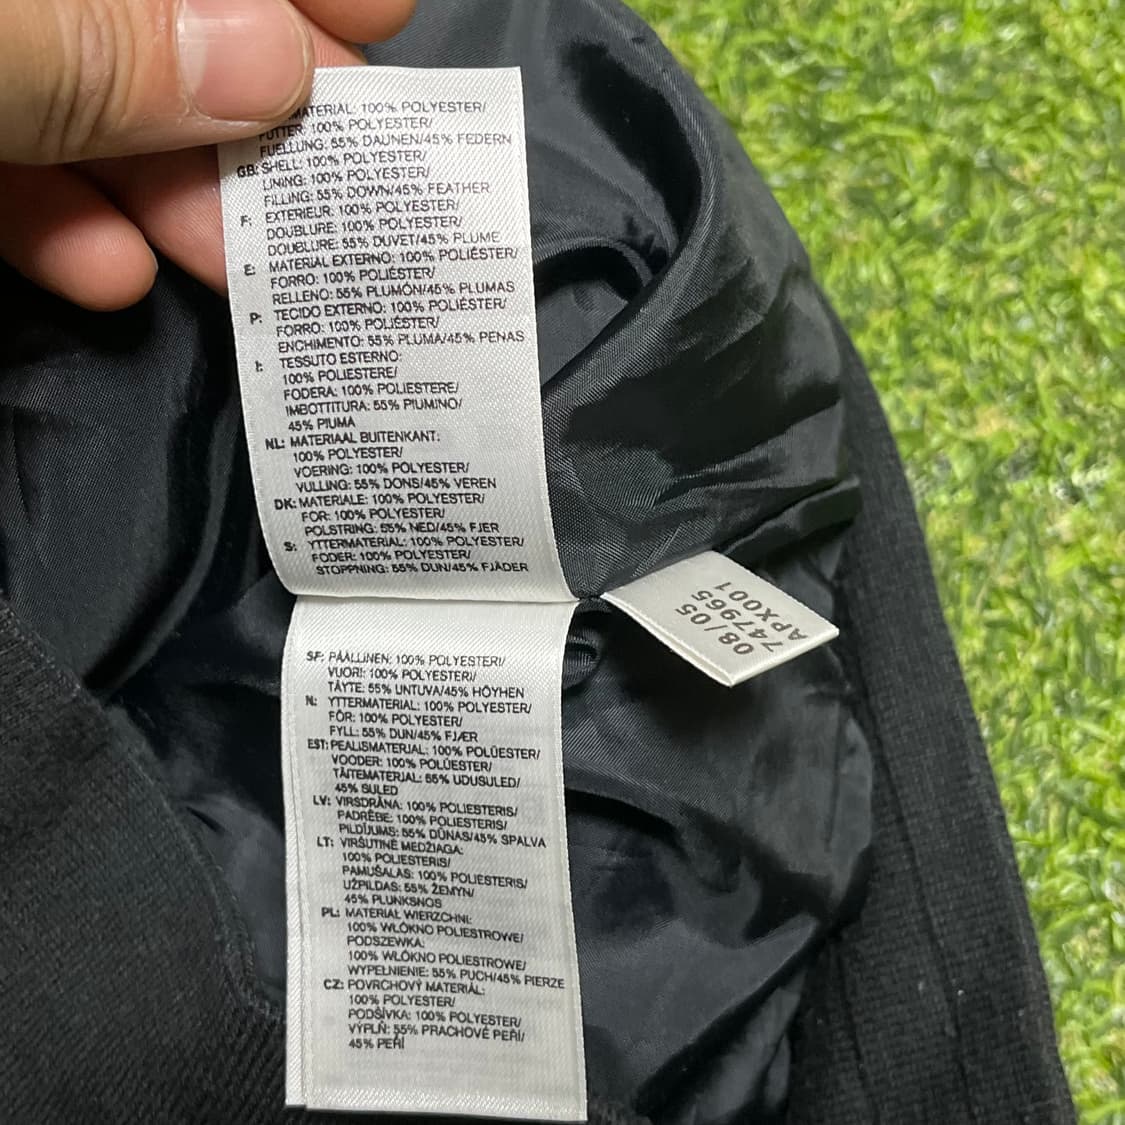 MATERIAL: 100% POLYESTER/
FUTTER: 100% POLYESTER/
FUELLUNG: 55% DAUNEN/45% FEDERN
GB: SHELL: 100% POLYESTER/
LINING: 100% POLYESTER/
FILLING: 55% DOWN/45% FEATHER
F: EXTERIEUR: 100% POLYESTER/
DOUBLURE: 100% POLYESTER/
DOUBLURE: 55% DUVET/45% PLUME
E: MATERIAL EXTERNO: 100% POLIÉSTER/
FORRO: 100% POLIÉSTER/
RELLENO: 55% PLUMÓN/45% PLUMAS
P: TECIDO EXTERNO: 100% POLIÉSTER/
FORRO: 100% POLIÉSTER/
ENCHIMENTO: 55% PLUMA/45% PENAS
I: TESSUTO ESTERNO:
100% POLIESTERE/
FODERA: 100% POLIESTERE/
IMBOTTITURA: 55% PIUMINO/
45% PIUMA
NL: MATERIAAL BUITENKANT:
100% POLYESTER/
VOERING: 100% POLYESTER/
VULLING: 55% DONS/45% VEREN
DK: MATERIALE: 100% POLYESTER/
FOR: 100% POLYESTER/
POLSTRING: 55% NED/45% FJER
S: YTTERMATERIAL: 100% POLYESTER/
FODER: 100% POLYESTER/
STOPPNING: 55% DUN/45% FJÄDER
SF: PÄÄLLINEN: 100% POLYESTERI/
VUORI: 100% POLYESTERI/
TÄYTE: 55% UNTUVA/45% HÖYHEN
N: YTTERMATERIAL: 100% POLYESTER/
FÔR: 100% POLYESTER/
FYLL: 55% DUN/45% FJÆR
EST: PEALISMATERJAL: 100% POLÜESTER/
VOODER: 100% POLÜESTER/
TÄITEMATERJAL: 55% UDUSULED/
45% SULED
LV: VIRSDRĀNA: 100% POLIESTERIS/
PADRĒBE: 100% POLIESTERIS/
PILDĪJUMS: 55% DŪNAS/45% SPALVA
LT: VIRŠUTINĖ MEDŽIAGA:
100% POLIESTERIS/
PAMUŠALAS: 100% POLIESTERIS/
UŽPILDAS: 55% ŽEMYN/
45% PLUNKSNOS
PL: MATERIAŁ WIERZCHNI:
100% WŁÓKNO POLIESTROWE/
PODSZEWKA:
100% WŁÓKNO POLIESTROWE/
WYPEŁNIENIE: 55% PUCH/45% PIERZE
CZ: POVRCHOVÝ MATERIÁL:
100% POLYESTER/
PODŠÍVKA: 100% POLYESTER/
VÝPLŇ: 55% PRACHOVÉ PEŘÍ/
45% PEŘÍ
08/05
747965
APX001